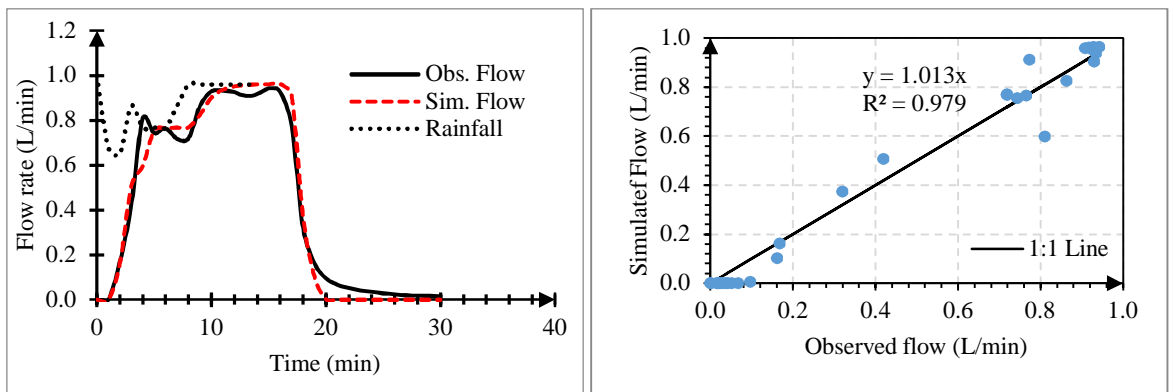 Flow rate (L/min)
1.2
1.0
0.8
0.6
0.4
0.2
0.0
0
10
20
30
40
Time (min)
Obs. Flow
Sim. Flow
Rainfall
Simulatef Flow (L/min)
1.0
0.8
0.6
0.4
0.2
0.0
0.0
0.2
0.4
0.6
0.8
1.0
Observed flow (L/min)
y = 1.013x
R² = 0.979
1:1 Line